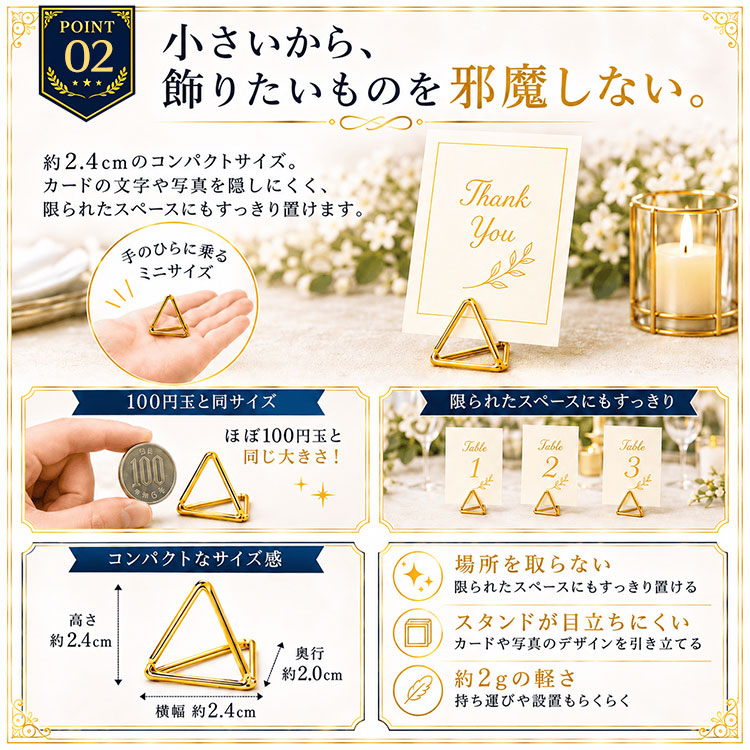 POINT
02
小さいから、
飾りたいものを邪魔しない。
約2.4cmのコンパクトサイズ。
カードの文字や写真を隠しにくく、
限られたスペースにもすっきり置けます。
手のひらに乗る
ミニサイズ
Thank
You
100円玉と同サイズ
ほぼ100円玉と
同じ大きさ!
100
限られたスペースにもすっきり
Table
1
Table
2
Table
3
コンパクトなサイズ感
高さ
約2.4cm
奥行
約2.0cm
横幅 約2.4cm
場所を取らない
限られたスペースにもすっきり置ける
スタンドが目立ちにくい
カードや写真のデザインを引き立てる
約2gの軽さ
持ち運びや設置もらくらく